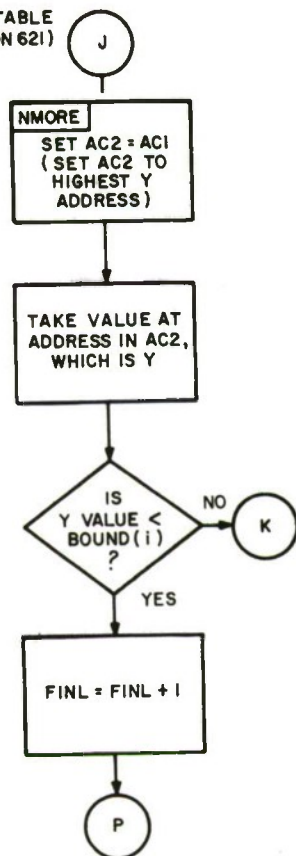 TABLE
ON 621)
J
NMORE
SET AC2 = AC1
(SET AC2 TO
HIGHEST Y
ADDRESS)
TAKE VALUE AT
ADDRESS IN AC2,
WHICH IS Y
IS
Y VALUE <
BOUND(i)
?
NO
K
YES
FINL = FINL + 1
P